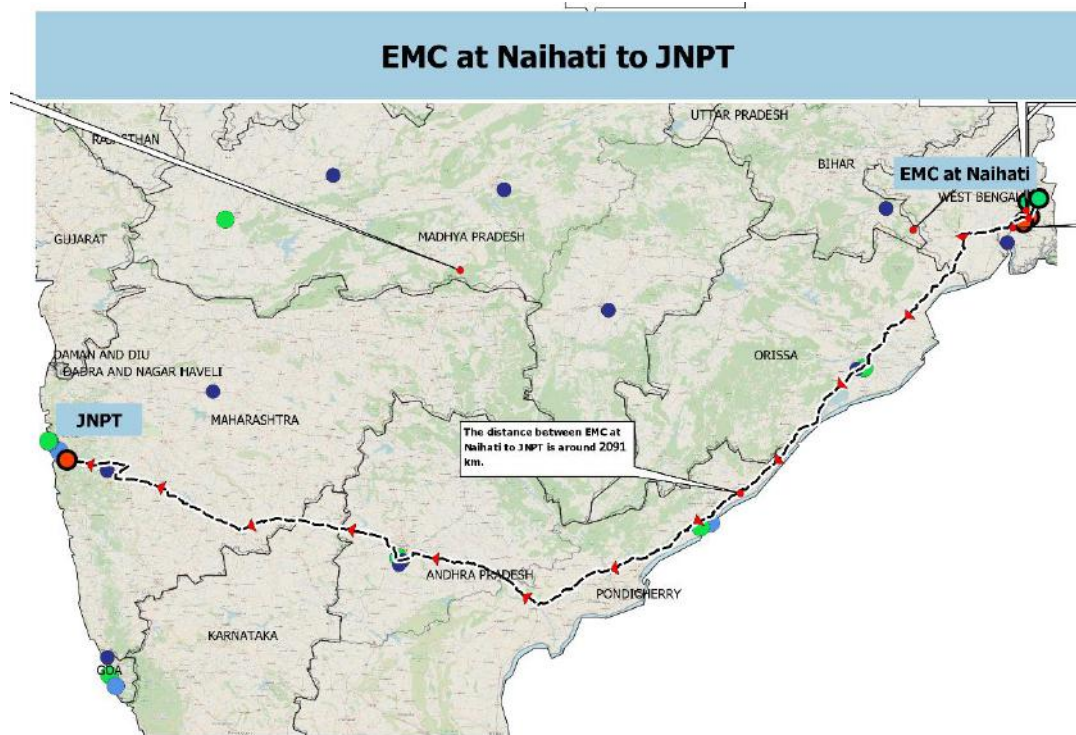 EMC at Naihati to JNPT
UTTAR PRADESH
RAJASTHAN
BIHAR
EMC at Naihati
WEST BENGAL
GUJARAT
MADHYA PRADESH
DAMAN AND DIU
DADRA AND NAGAR HAVELI
ORISSA
JNPT
MAHARASHTRA
The distance between EMC at
Naihati to JNPT is around 2091
km.
ANDHRA PRADESH
PONDICHERRY
KARNATAKA
GOA